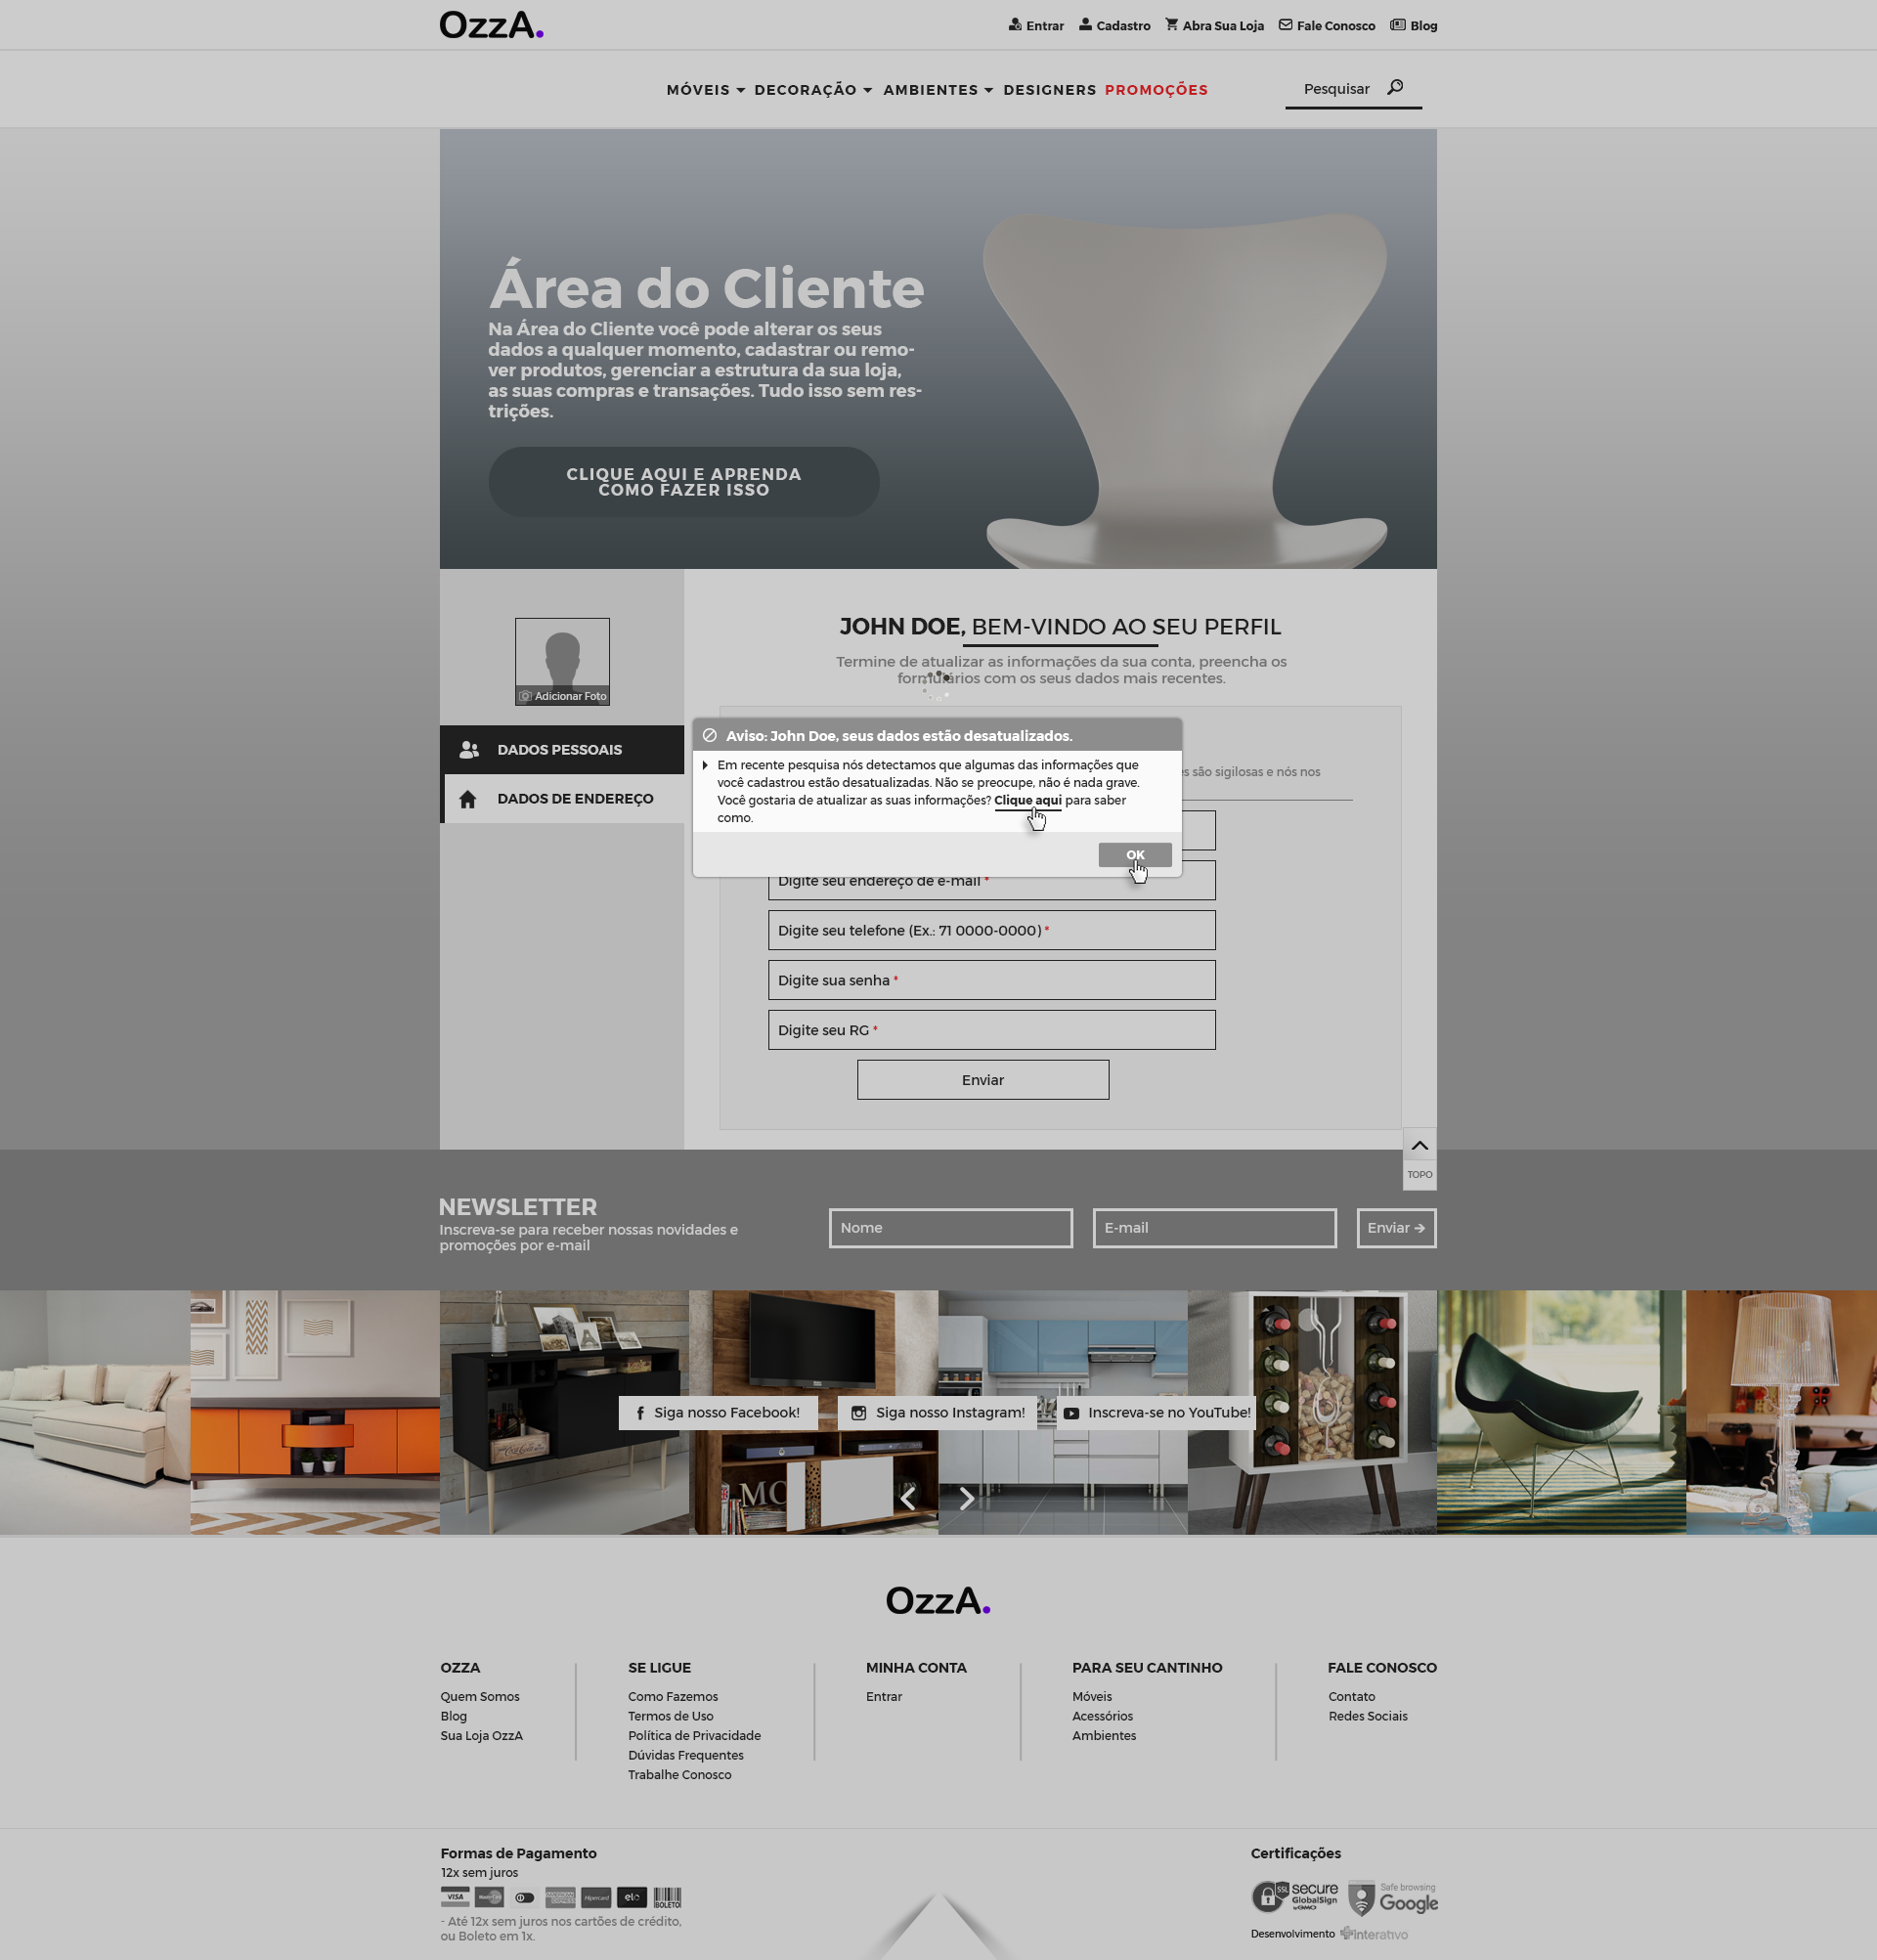 OzzA.
Entrar Cadastro Abra Sua Loja Fale Conosco Blog
MÓVEIS DECORAÇÃO AMBIENTES DESIGNERS PROMOÇÕES Pesquisar
Área do Cliente
Na Área do Cliente você pode alterar os seus
dados a qualquer momento, cadastrar ou remo-
ver produtos, gerenciar a estrutura da sua loja,
as suas compras e transações. Tudo isso sem res-
trições.
CLIQUE AQUI E APRENDA
COMO FAZER ISSO
Adicionar Foto
DADOS PESSOAIS
DADOS DE ENDEREÇO
JOHN DOE, BEM-VINDO AO SEU PERFIL
Termine de atualizar as informações da sua conta, preencha os
formulários com os seus dados mais recentes.
Aviso: John Doe, seus dados estão desatualizados.
Em recente pesquisa nós detectamos que algumas das informações que
você cadastrou estão desatualizadas. Não se preocupe, não é nada grave.
Você gostaria de atualizar as suas informações? Clique aqui para saber
como.
OK
são sigilosas e nós nos
Digite seu endereço de e-mail *
Digite seu telefone (Ex.: 71 0000-0000) *
Digite sua senha *
Digite seu RG *
Enviar
TOPO
NEWSLETTER
Inscreva-se para receber nossas novidades e
promoções por e-mail
Nome
E-mail
Enviar
Siga nosso Facebook!
Siga nosso Instagram!
Inscreva-se no YouTube!
OzzA.
OZZA
Quem Somos
Blog
Sua Loja OzzA
SE LIGUE
Como Fazemos
Termos de Uso
Política de Privacidade
Dúvidas Frequentes
Trabalhe Conosco
MINHA CONTA
Entrar
PARA SEU CANTINHO
Móveis
Acessórios
Ambientes
FALE CONOSCO
Contato
Redes Sociais
Formas de Pagamento
12x sem juros
VISA MasterCard Hipercard elo BOLETO
- Até 12x sem juros nos cartões de crédito,
ou Boleto em 1x.
Certificações
SSL secure GlobalSign by GMO
Safe browsing Google
Desenvolvimento interativo